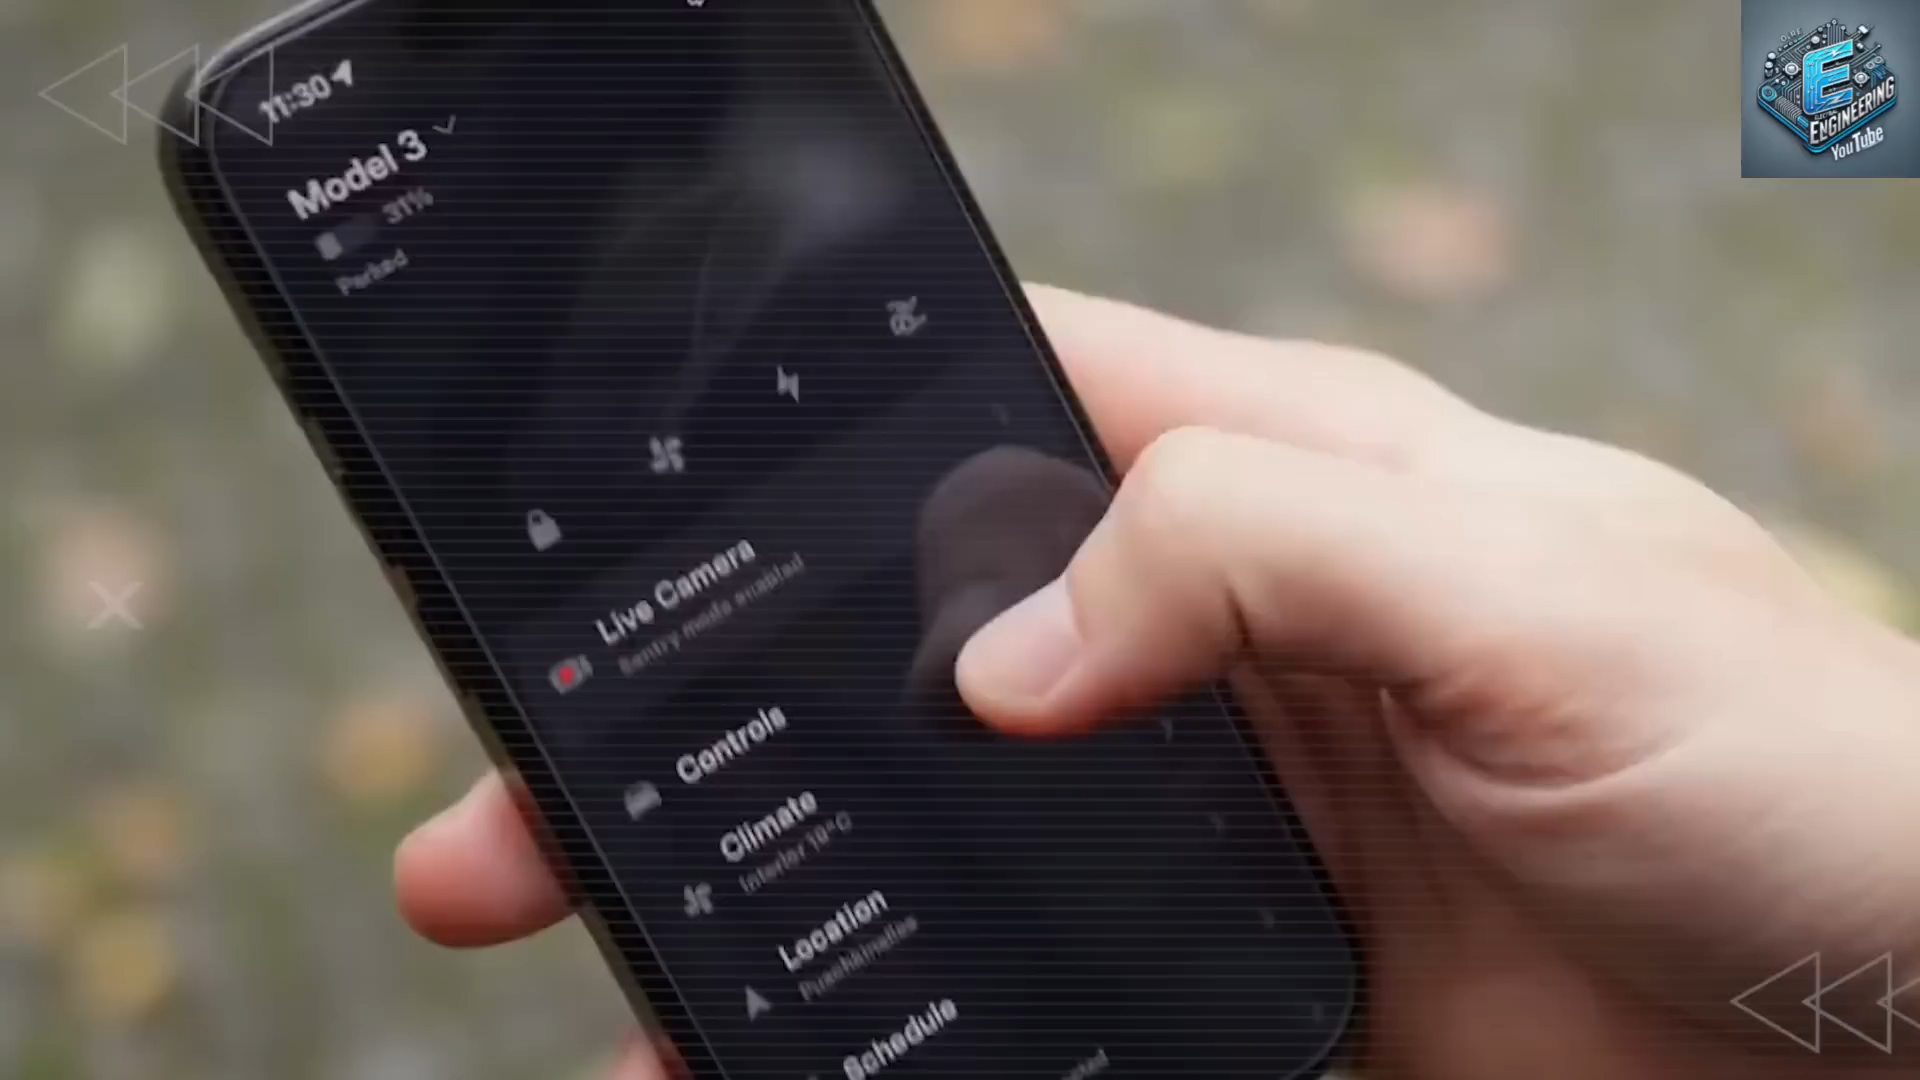 11:30
Model 3
31%
Parked
Live Camera
Sentry mode enabled
Controls
Climate
Interior 19°C
Location
Schedule
ENGINEERING
YouTube